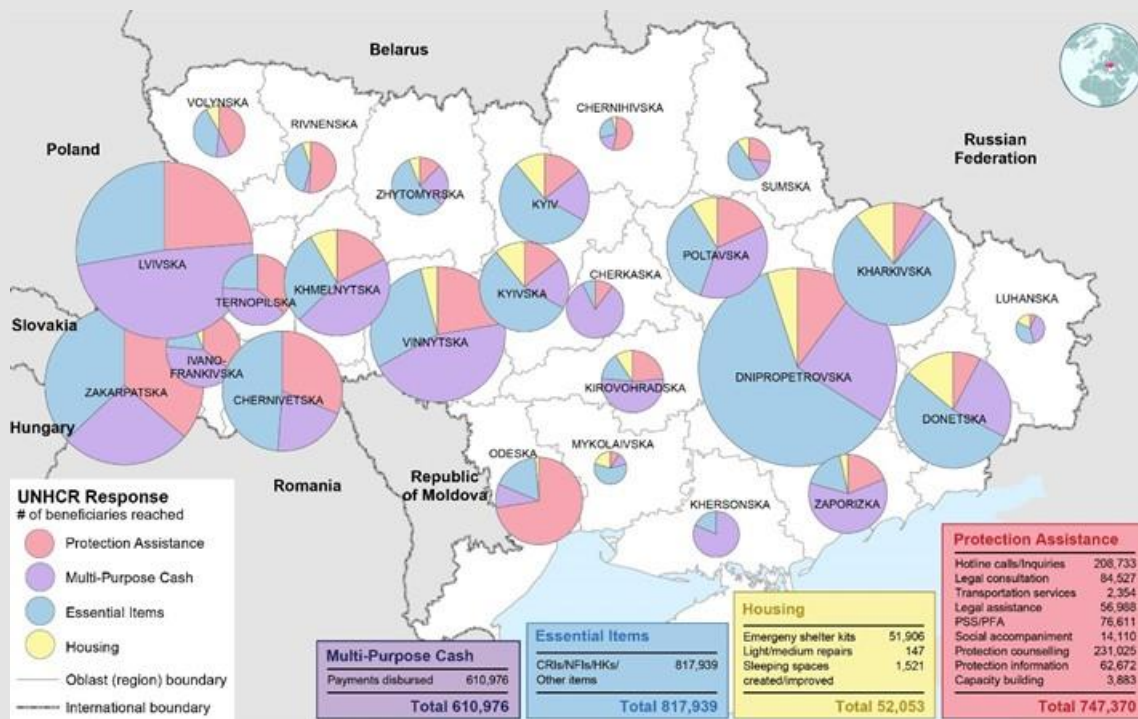 Belarus
Poland
Russian
Federation
Slovakia
Hungary
Romania
Republic
of Moldova
VOLYNSKA
RIVNENSKA
ZHYTOMYRSKA
CHERNIHIVSKA
SUMSKA
KYIV
LVIVSKA
TERNOPILSKA
KHMELNYTSKA
KYIVSKA
CHERKASKA
POLTAVSKA
KHARKIVSKA
LUHANSKA
IVANO-
FRANKIVSKA
ZAKARPATSKA
CHERNIVETSKA
VINNYTSKA
KIROVOHRADSKA
DNIPROPETROVSKA
DONETSKA
ODESKA
MYKOLAIVSKA
KHERSONSKA
ZAPORIZKA
UNHCR Response
# of beneficiaries reached
Protection Assistance
Multi-Purpose Cash
Essential Items
Housing
Oblast (region) boundary
International boundary
Multi-Purpose Cash
Payments disbursed 610,976
Total 610,976
Essential Items
CRIs/NFIs/HKs/ 817,939
Other items
Total 817,939
Housing
Emergeny shelter kits 51,906
Light/medium repairs 147
Sleeping spaces 1,521
created/improved
Total 52,053
Protection Assistance
Hotline calls/Inquiries 208,733
Legal consultation 84,527
Transportation services 2,354
Legal assistance 56,988
PSS/PFA 76,611
Social accompaniment 14,110
Protection counselling 231,025
Protection information 62,672
Capacity building 3,883
Total 747,370